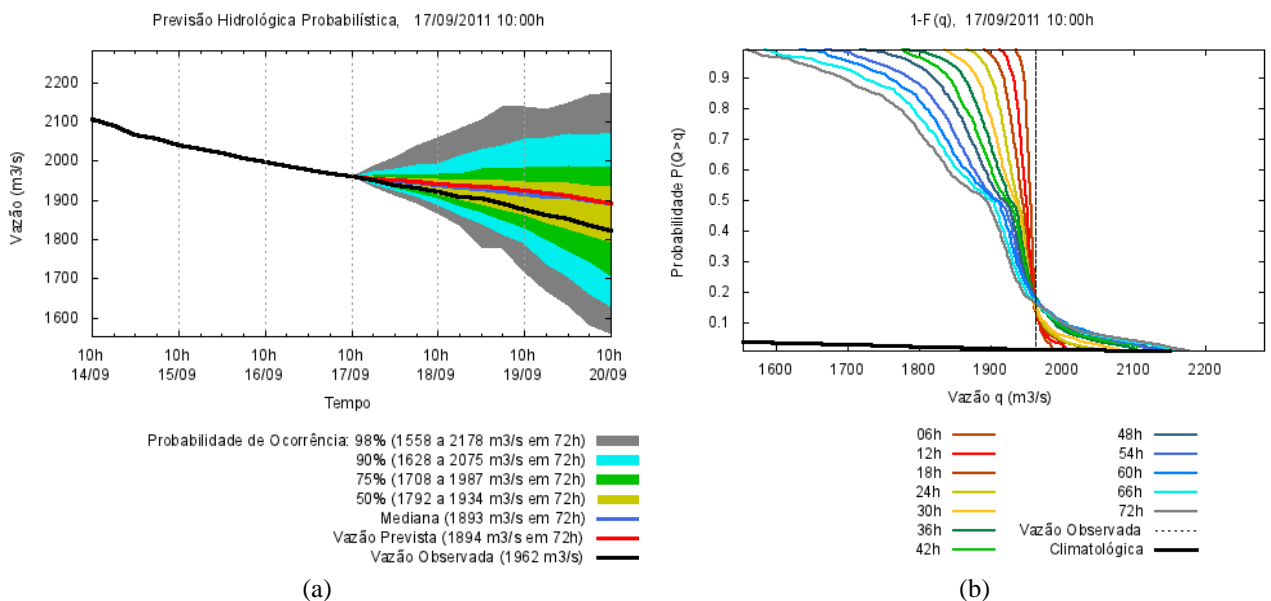 Previsão Hidrológica Probabilística, 17/09/2011 10:00h
Vazão (m3/s)
2200
2100
2000
1900
1800
1700
1600
10h 10h 10h 10h 10h 10h 10h
14/09 15/09 16/09 17/09 18/09 19/09 20/09
Tempo
Probabilidade de Ocorrência: 98% (1558 a 2178 m3/s em 72h)
90% (1628 a 2075 m3/s em 72h)
75% (1708 a 1987 m3/s em 72h)
50% (1792 a 1934 m3/s em 72h)
Mediana (1893 m3/s em 72h)
Vazão Prevista (1894 m3/s em 72h)
Vazão Observada (1962 m3/s)
(a)
1-F(q), 17/09/2011 10:00h
Probabilidade P(Q>q)
0.9
0.8
0.7
0.6
0.5
0.4
0.3
0.2
0.1
1600 1700 1800 1900 2000 2100 2200
Vazão q (m3/s)
06h
12h
18h
24h
30h
36h
42h
48h
54h
60h
66h
72h
Vazão Observada
Climatológica
(b)